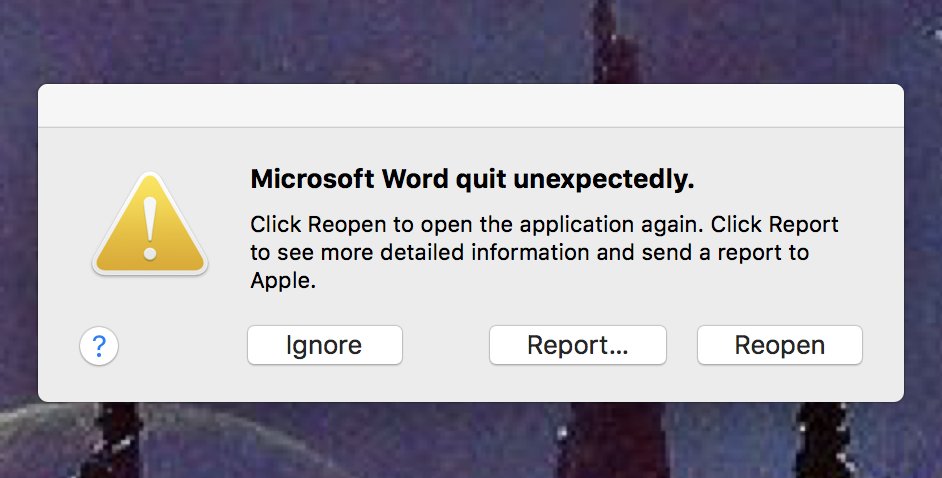 Microsoft Word quit unexpectedly.
Click Reopen to open the application again. Click Report
to see more detailed information and send a report to
Apple.
? Ignore Report... Reopen